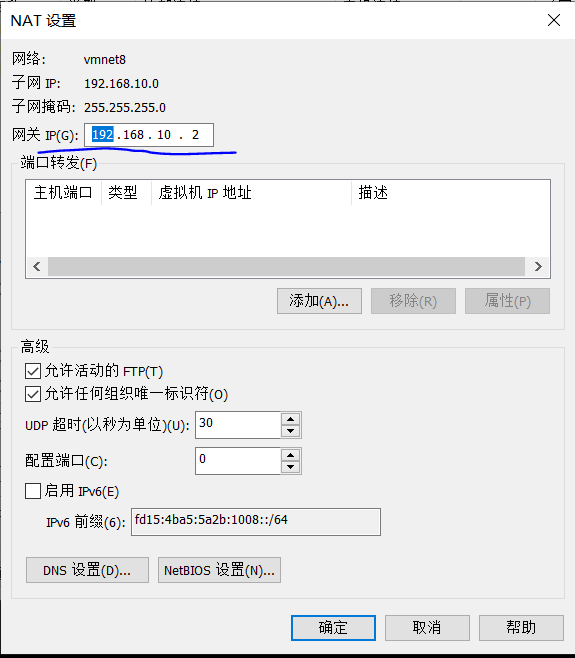 NAT 设置
网络: vmnet8
子网 IP: 192.168.10.0
子网掩码: 255.255.255.0
网关 IP(G): 192 . 168 . 10 . 2
端口转发(F)
主机端口 类型 虚拟机 IP 地址 描述
添加(A)... 移除(R) 属性(P)
高级
允许活动的 FTP(T)
允许任何组织唯一标识符(O)
UDP 超时(以秒为单位)(U): 30
配置端口(C): 0
启用 IPv6(E)
IPv6 前缀(6): fd15:4ba5:5a2b:1008::/64
DNS 设置(D)... NetBIOS 设置(N)...
确定 取消 帮助